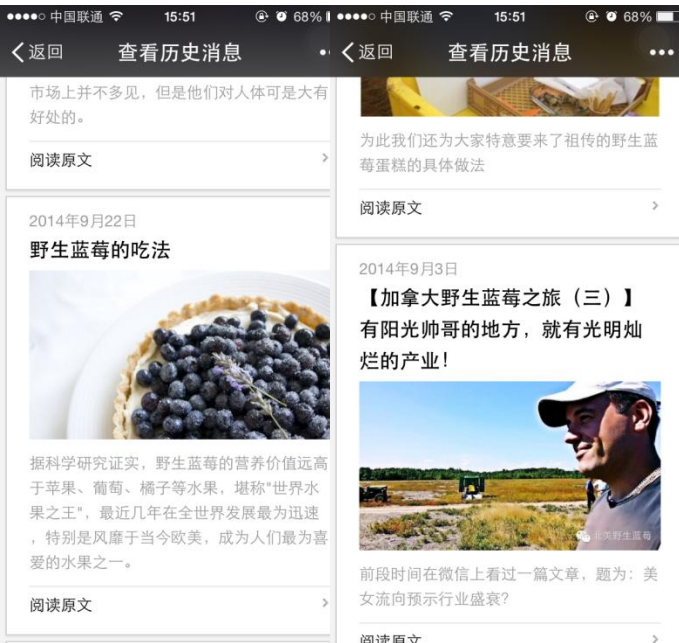 中国联通 15:51 68%
返回 查看历史消息
市场上并不多见，但是他们对人体可是大有
好处的。
阅读原文
2014年9月22日
野生蓝莓的吃法
据科学研究证实，野生蓝莓的营养价值远高
于苹果、葡萄、橘子等水果，堪称"世界水
果之王"，最近几年在全世界发展最为迅速
，特别是风靡于当今欧美，成为人们最为喜
爱的水果之一。
阅读原文
中国联通 15:51 68%
返回 查看历史消息
为此我们还为大家特意要来了祖传的野生蓝
莓蛋糕的具体做法
阅读原文
2014年9月3日
【加拿大野生蓝莓之旅（三）】
有阳光帅哥的地方，就有光明灿
烂的产业！
北美野生蓝莓
前段时间在微信上看过一篇文章，题为：美
女流向预示行业盛衰？
阅读原文